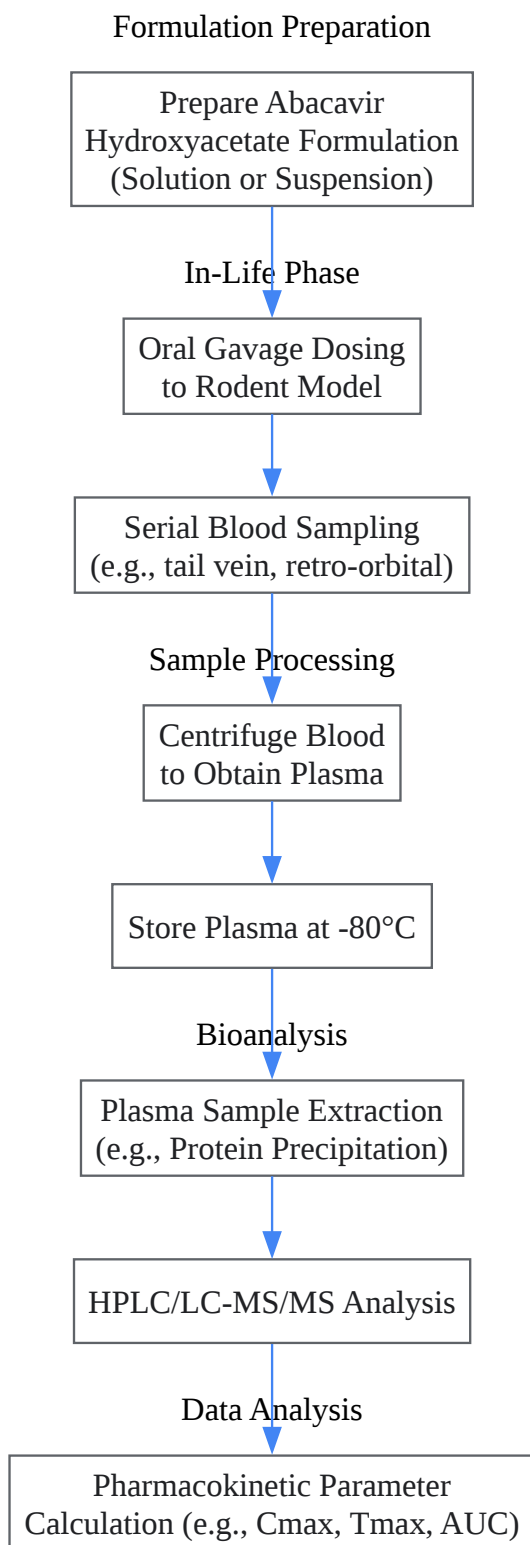 Formulation Preparation
Prepare Abacavir
Hydroxyacetate Formulation
(Solution or Suspension)
In-Life Phase
Oral Gavage Dosing
to Rodent Model
Serial Blood Sampling
(e.g., tail vein, retro-orbital)
Sample Processing
Centrifuge Blood
to Obtain Plasma
Store Plasma at -80°C
Bioanalysis
Plasma Sample Extraction
(e.g., Protein Precipitation)
HPLC/LC-MS/MS Analysis
Data Analysis
Pharmacokinetic Parameter
Calculation (e.g., Cmax, Tmax, AUC)